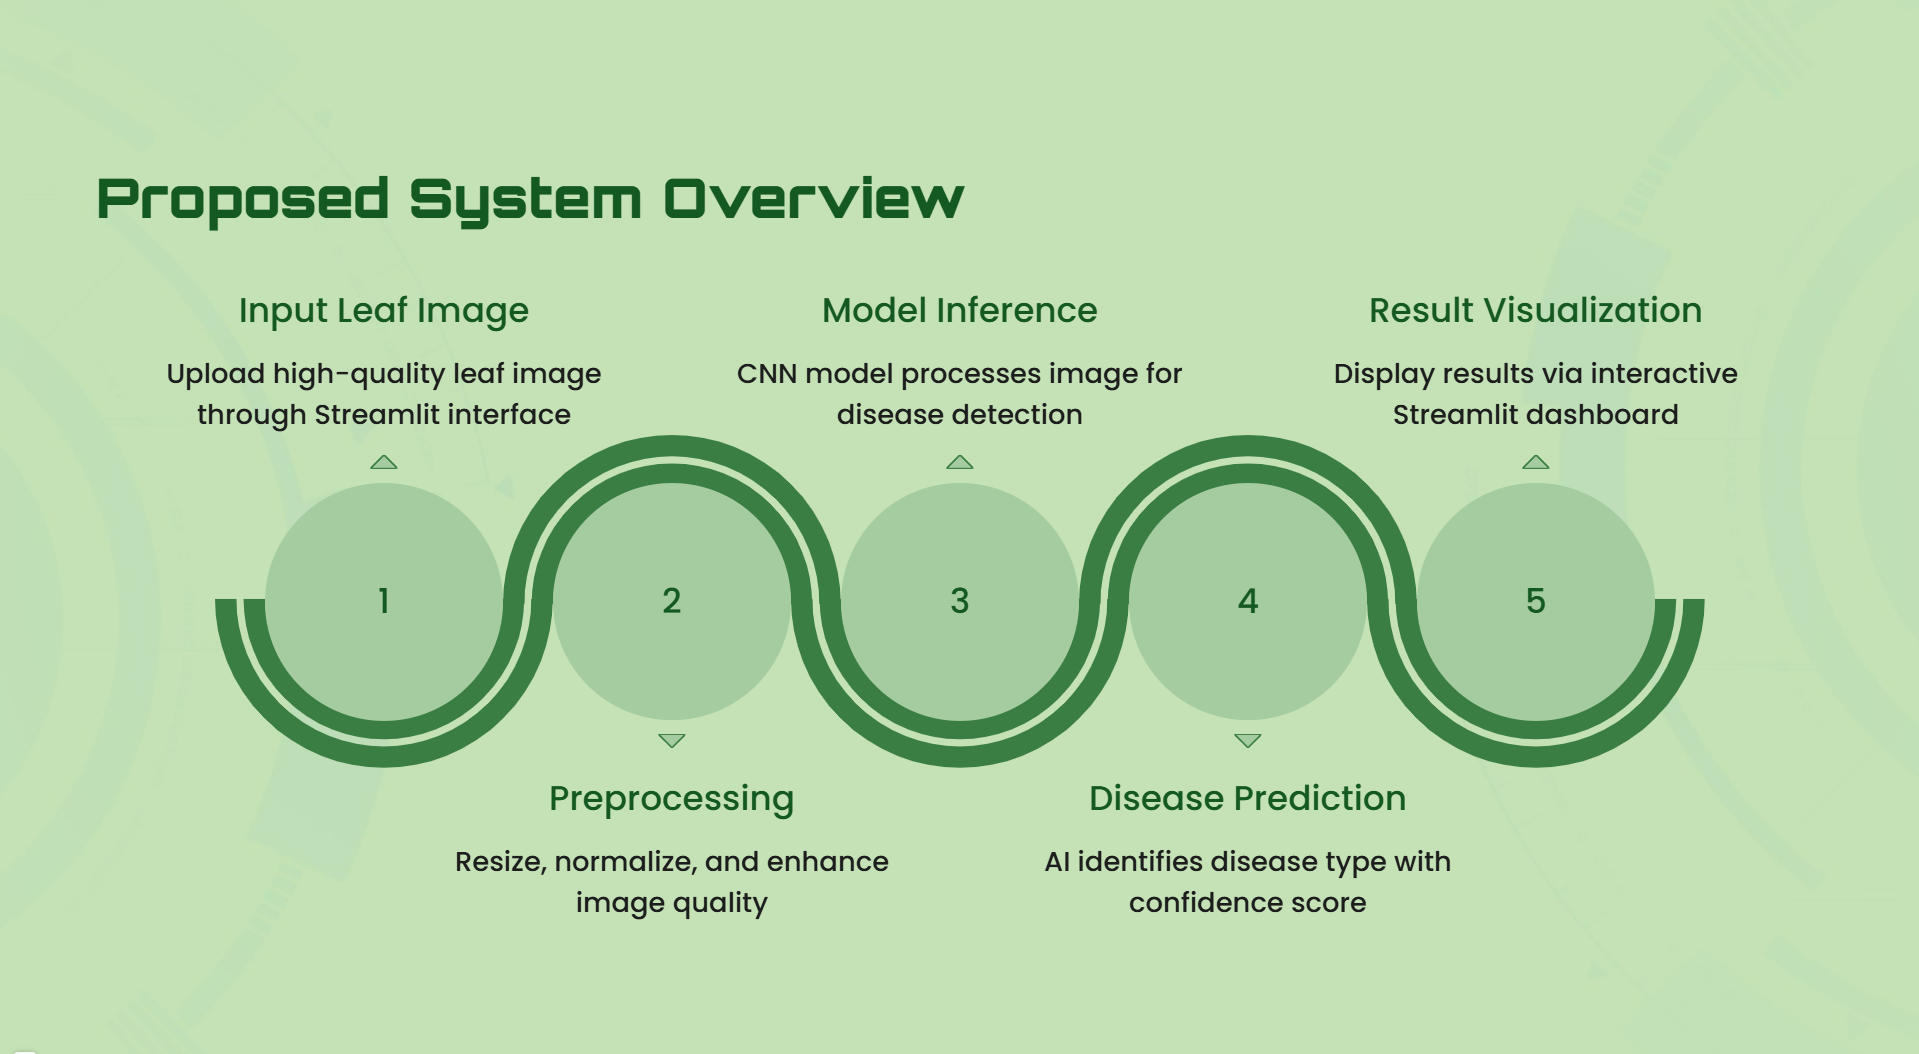 Proposed System Overview
Input Leaf Image
Upload high-quality leaf image
through Streamlit interface
Model Inference
CNN model processes image for
disease detection
Result Visualization
Display results via interactive
Streamlit dashboard
1
2
3
4
5
Preprocessing
Resize, normalize, and enhance
image quality
Disease Prediction
AI identifies disease type with
confidence score